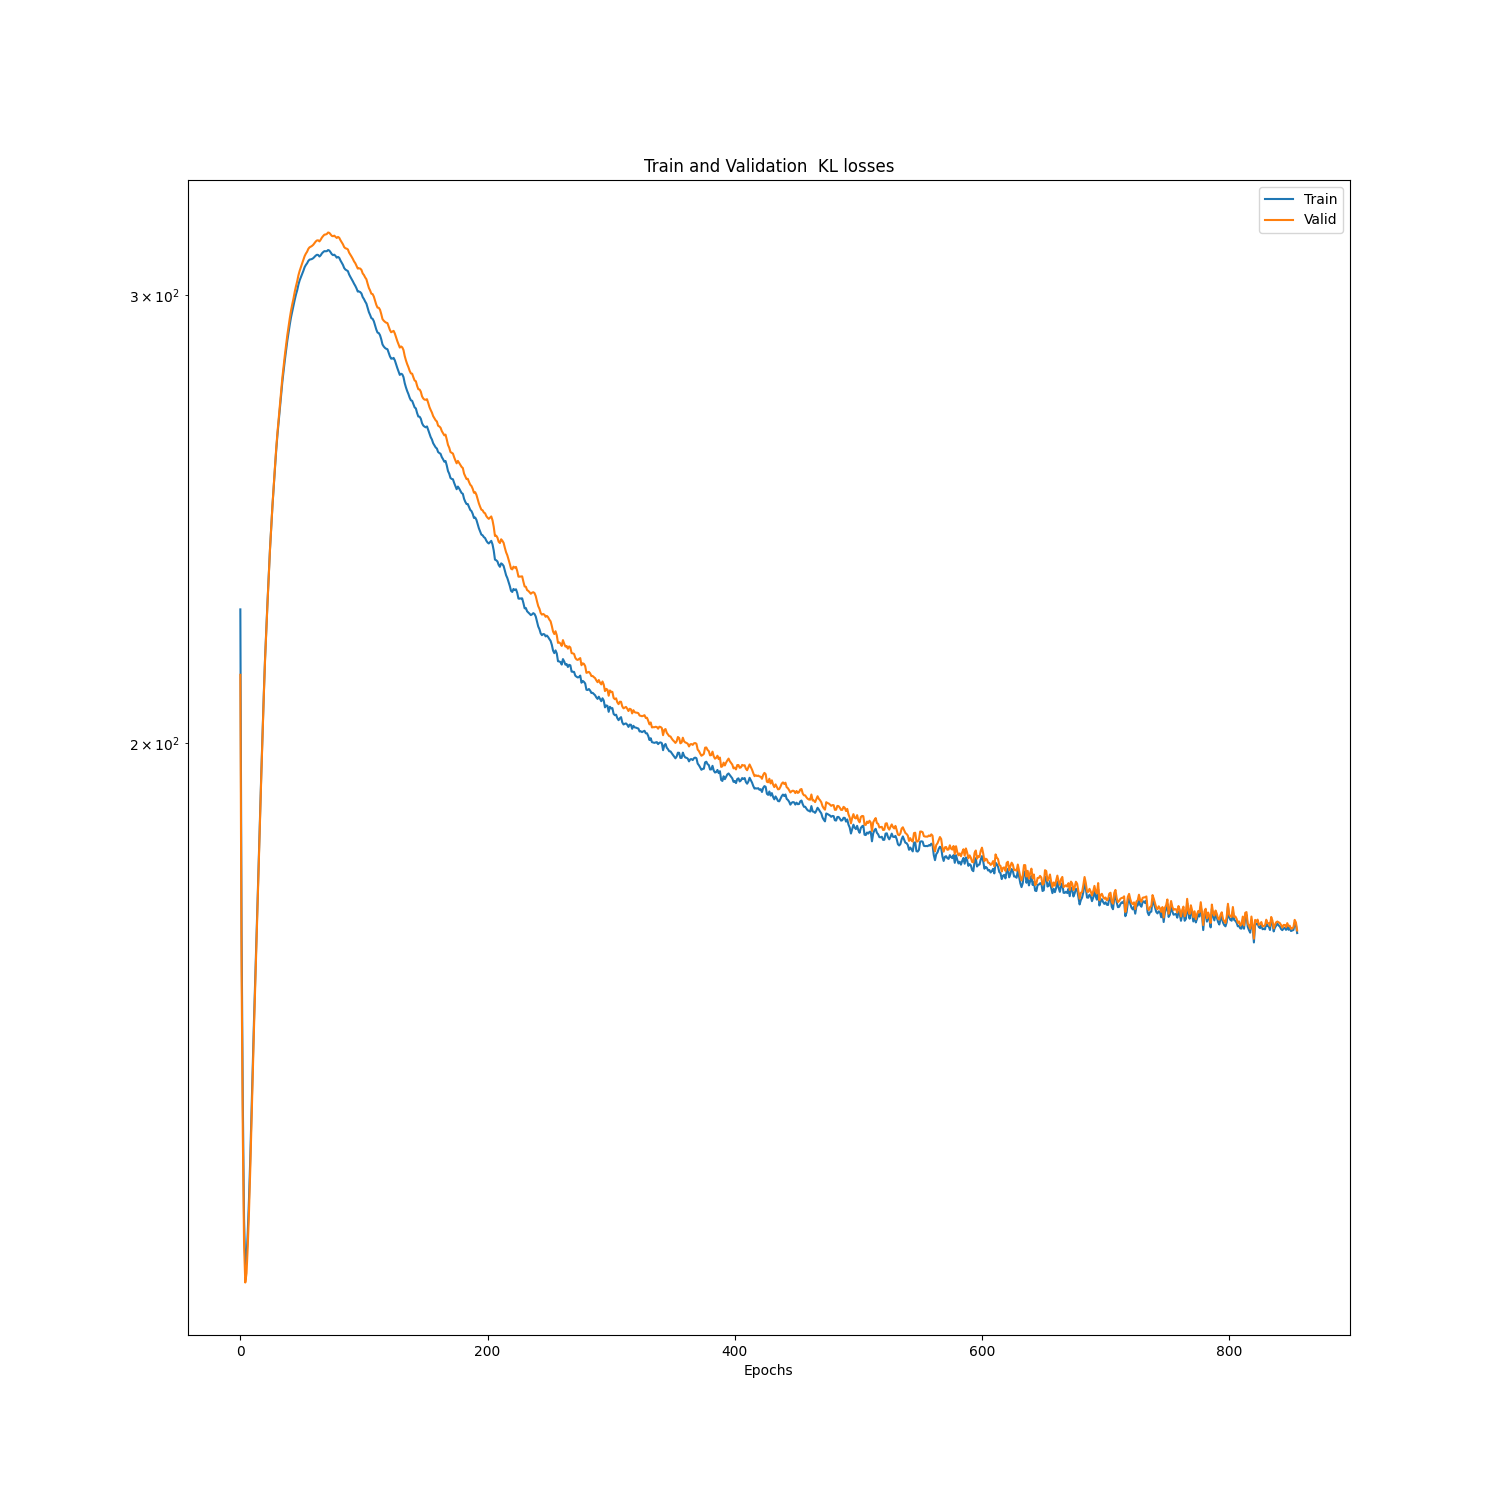 Train and Validation  KL losses
Train
Valid
3 × 10²
2 × 10²
0 200 400 600 800
Epochs